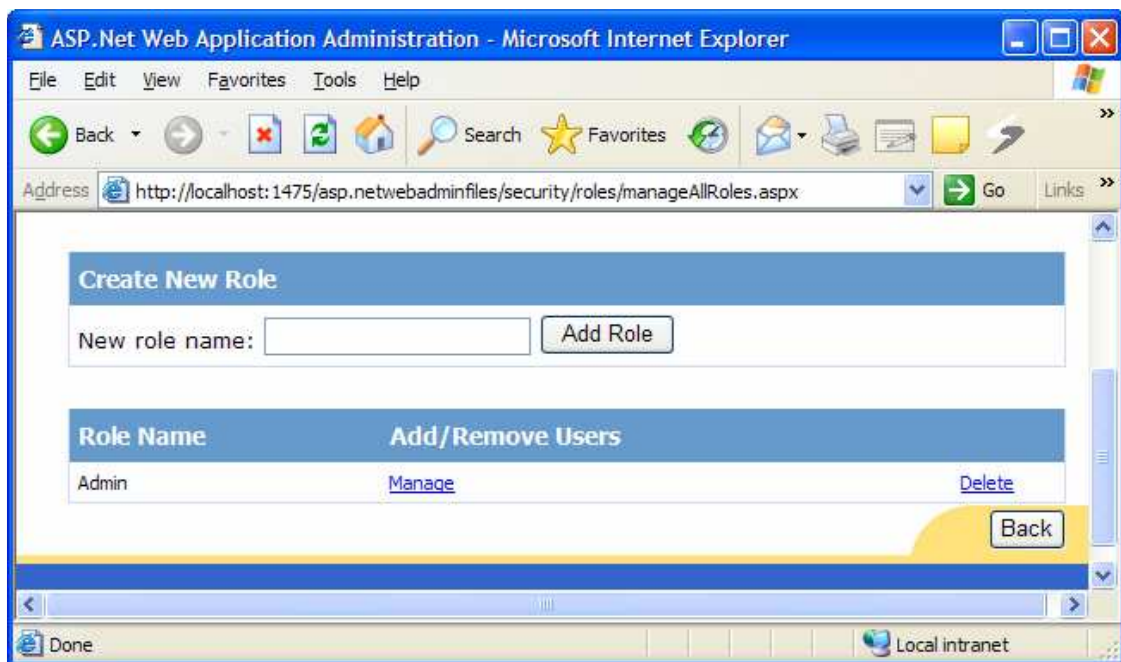 ASP.Net Web Application Administration - Microsoft Internet Explorer
File Edit View Favorites Tools Help
Back Search Favorites »
Address http://localhost:1475/asp.netwebadminfiles/security/roles/manageAllRoles.aspx Go Links »
Create New Role
New role name: Add Role
Role Name Add/Remove Users
Admin Manage Delete
Back
Done Local intranet